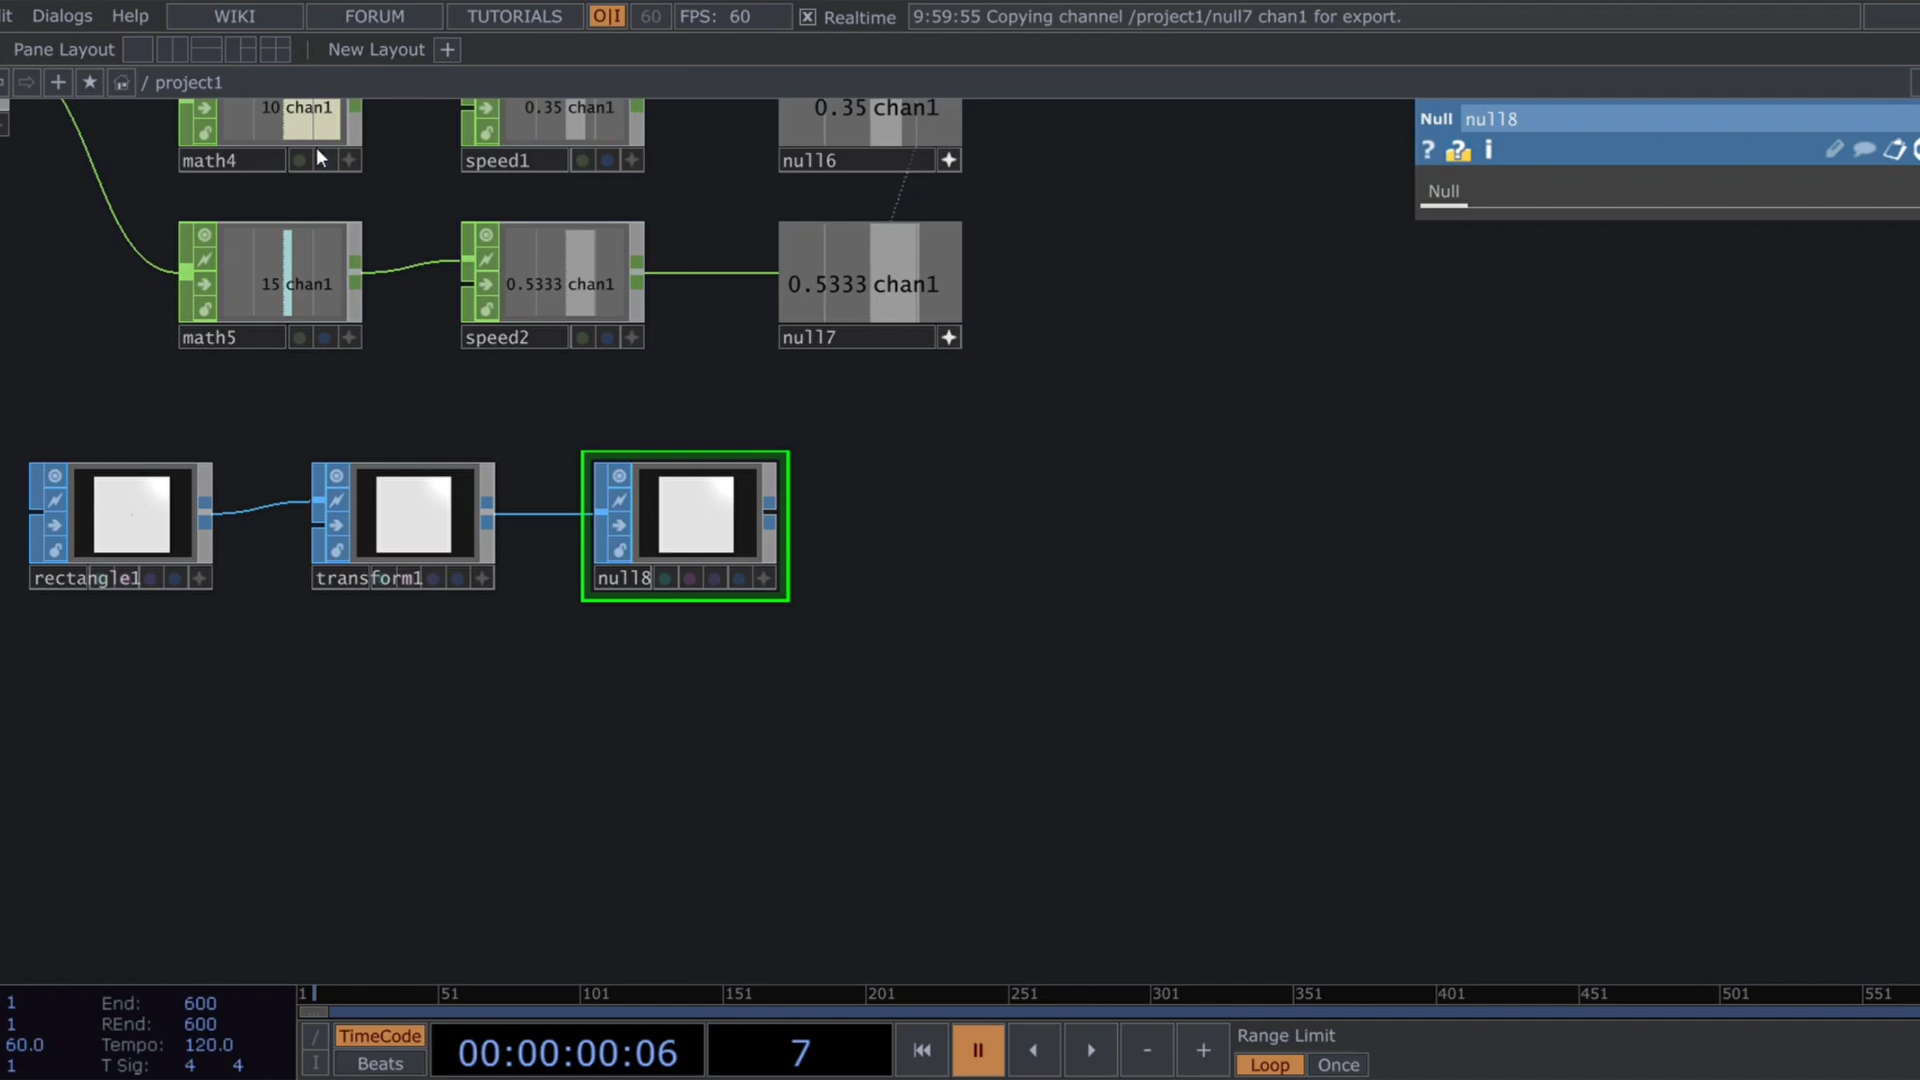 it Dialogs Help WIKI FORUM TUTORIALS O|I 60 FPS: 60 Realtime 9:59:55 Copying channel /project1/null7 chan1 for export.
Pane Layout New Layout +
+ / project1
10 chan1 0.35 chan1 0.35 chan1 Null null8
? ? i
math4 speed1 null6
Null
15 chan1 0.5333 chan1 0.5333 chan1
math5 speed2 null7
rectangle1 transform1 null8
1 51 101 151 201 251 301 351 401 451 501 551
1 End: 600
1 REnd: 600 / TimeCode Range Limit
60.0 Tempo: 120.0 00:00:00:06 7 - +
1 T Sig: 4 4 I Beats Loop Once